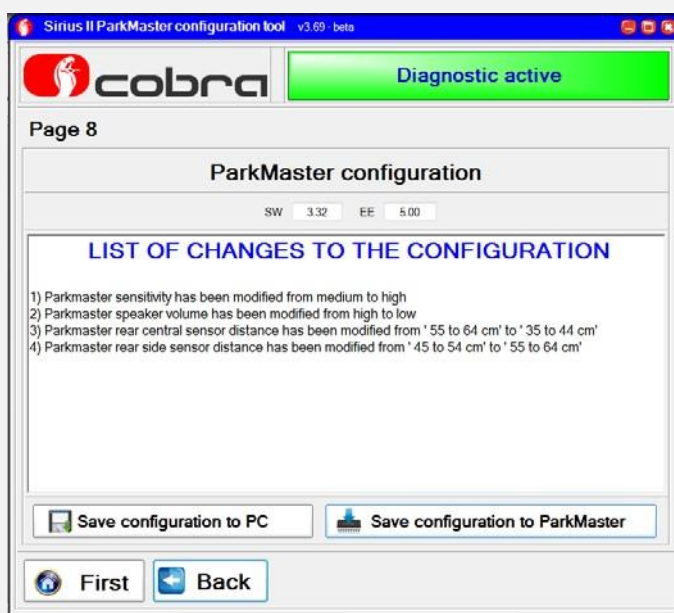 Sirius II ParkMaster configuration tool v3.69 - beta
cobra
Diagnostic active
Page 8
ParkMaster configuration
SW 3.32 EE 5.00
LIST OF CHANGES TO THE CONFIGURATION
1) Parkmaster sensitivity has been modified from medium to high
2) Parkmaster speaker volume has been modified from high to low
3) Parkmaster rear central sensor distance has been modified from ' 55 to 64 cm' to ' 35 to 44 cm'
4) Parkmaster rear side sensor distance has been modified from ' 45 to 54 cm' to ' 55 to 64 cm'
Save configuration to PC
Save configuration to ParkMaster
First
Back